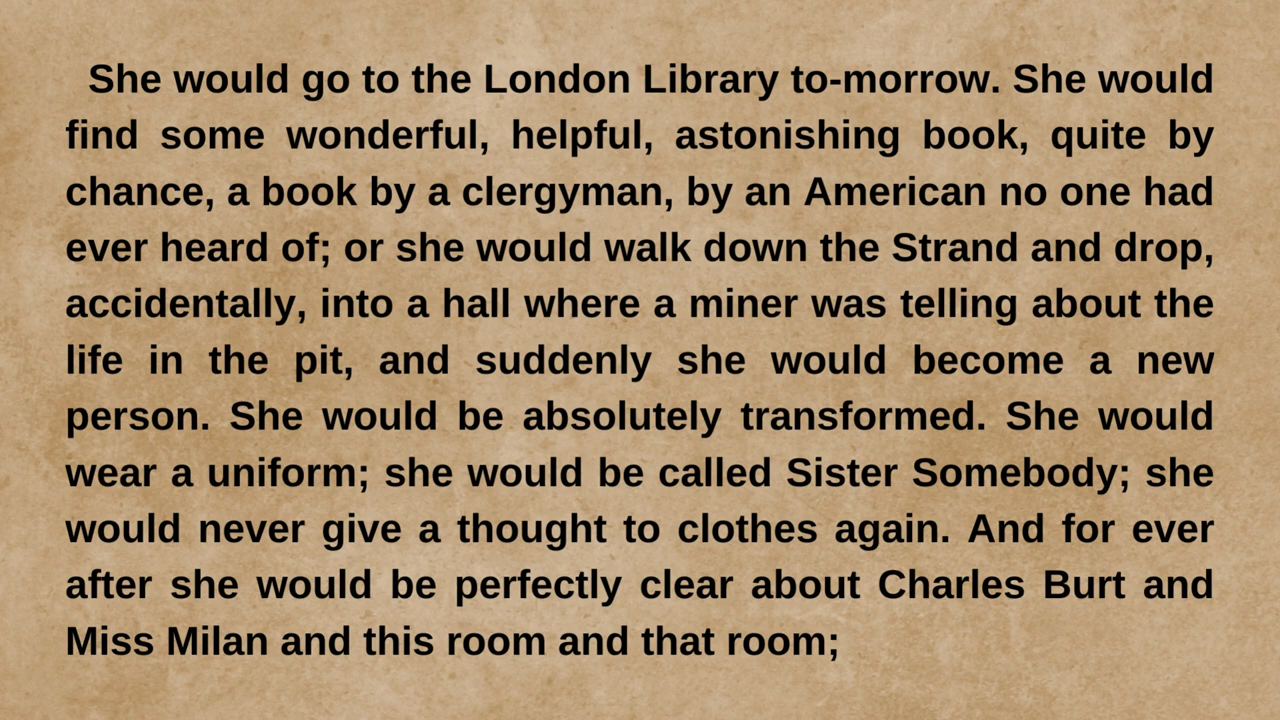 She would go to the London Library to-morrow. She would
find some wonderful, helpful, astonishing book, quite by
chance, a book by a clergyman, by an American no one had
ever heard of; or she would walk down the Strand and drop,
accidentally, into a hall where a miner was telling about the
life in the pit, and suddenly she would become a new
person. She would be absolutely transformed. She would
wear a uniform; she would be called Sister Somebody; she
would never give a thought to clothes again. And for ever
after she would be perfectly clear about Charles Burt and
Miss Milan and this room and that room;